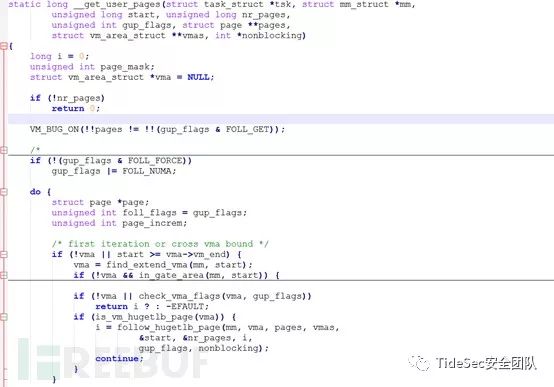 static long __get_user_pages(struct task_struct *tsk, struct mm_struct *mm,
unsigned long start, unsigned long nr_pages,
unsigned int gup_flags, struct page **pages,
struct vm_area_struct **vmas, int *nonblocking)
{
long i = 0;
unsigned int page_mask;
struct vm_area_struct *vma = NULL;
if (!nr_pages)
return 0;
VM_BUG_ON(!!pages != !!(gup_flags & FOLL_GET));
/*
if (!(gup_flags & FOLL_FORCE))
gup_flags |= FOLL_NUMA;
do {
struct page *page;
unsigned int foll_flags = gup_flags;
unsigned int page_increm;
/* first iteration or cross vma bound */
if (!vma || start >= vma->vm_end) {
vma = find_extend_vma(mm, start);
if (!vma && in_gate_area(mm, start)) {
if (!vma || check_vma_flags(vma, gup_flags))
return i ? : -EFAULT;
if (is_vm_hugetlb_page(vma)) {
i = follow_hugetlb_page(mm, vma, pages, vmas,
&start, &nr_pages, i,
gup_flags, nonblocking);
continue;
}
}
FREEBUF
TideSec安全团队